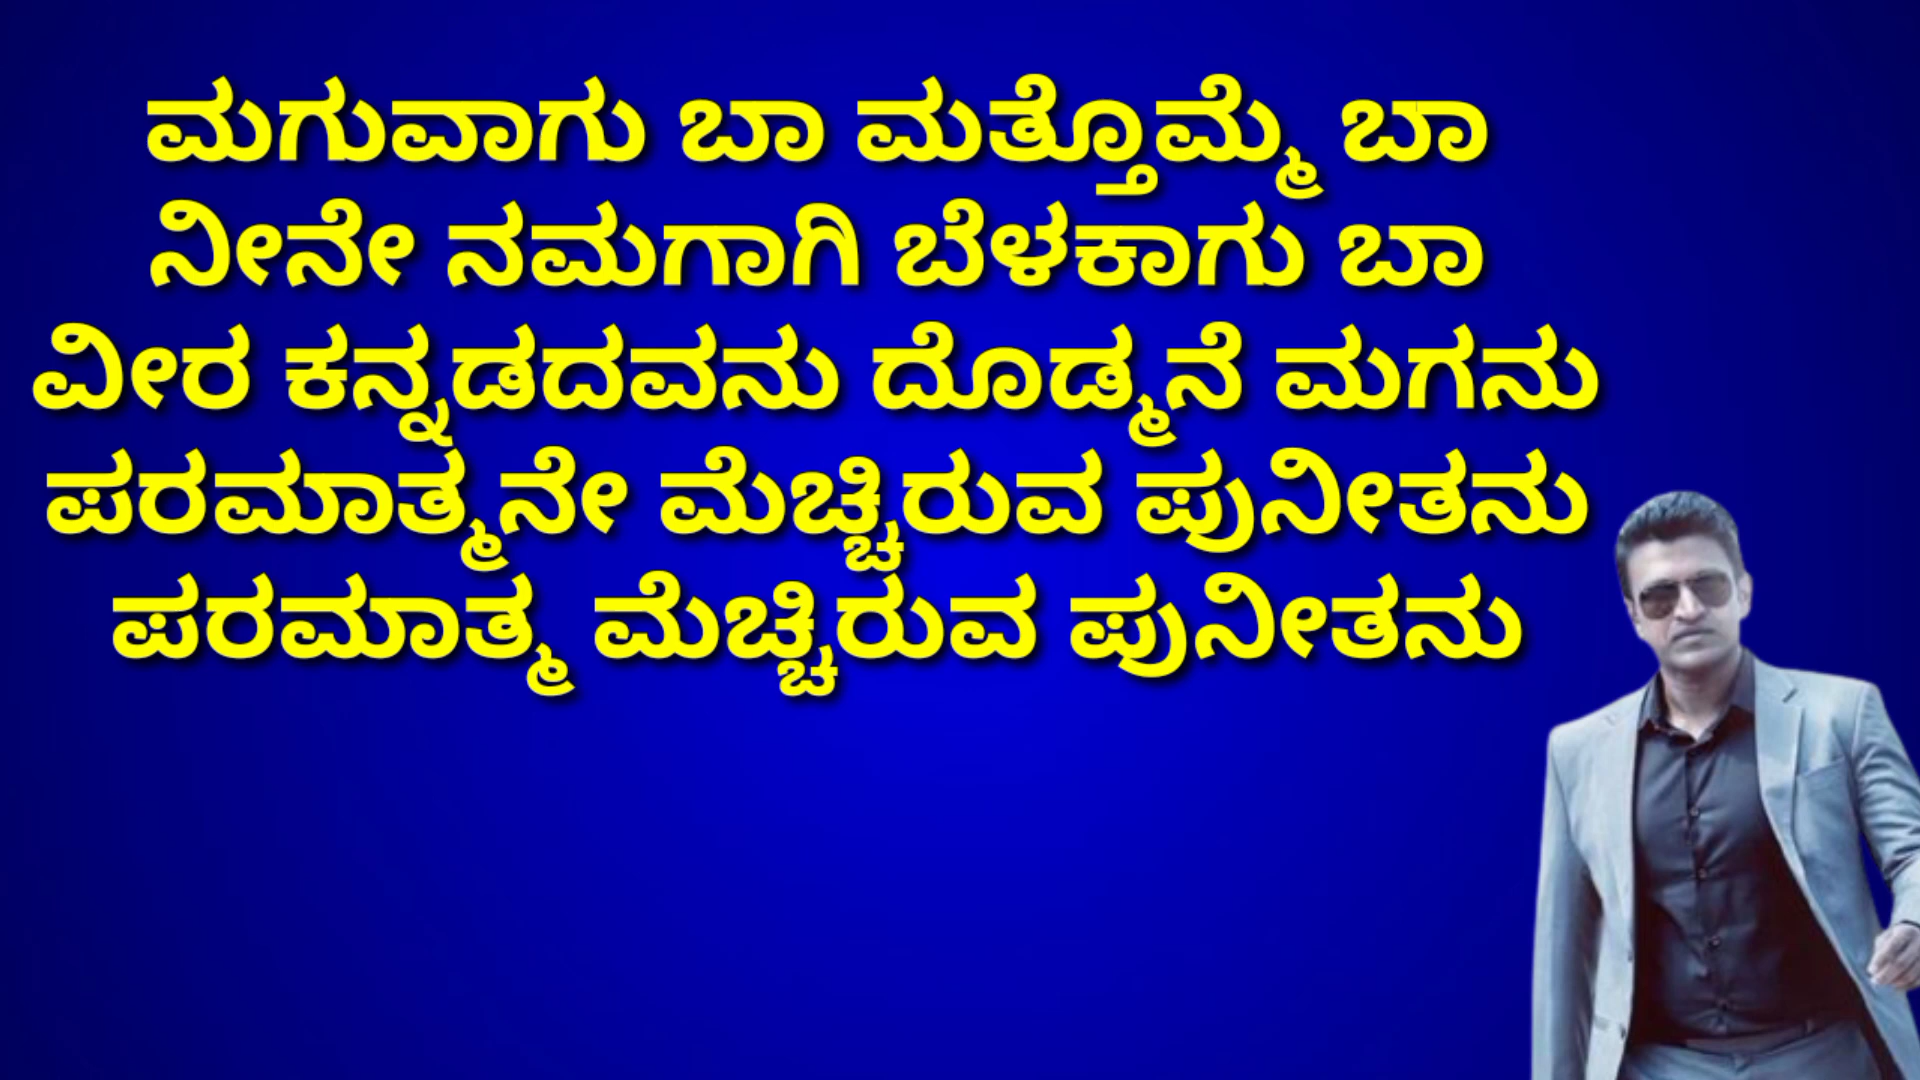 ಮಗುವಾಗು ಬಾ ಮತ್ತೊಮ್ಮೆ ಬಾ
ನೀನೇ ನಮಗಾಗಿ ಬೆಳಕಾಗು ಬಾ
ವೀರ ಕನ್ನಡದವನು ದೊಡ್ಮನೆ ಮಗನು
ಪರಮಾತ್ಮನೇ ಮೆಚ್ಚಿರುವ ಪುನೀತನು
ಪರಮಾತ್ಮ ಮೆಚ್ಚಿರುವ ಪುನೀತನು